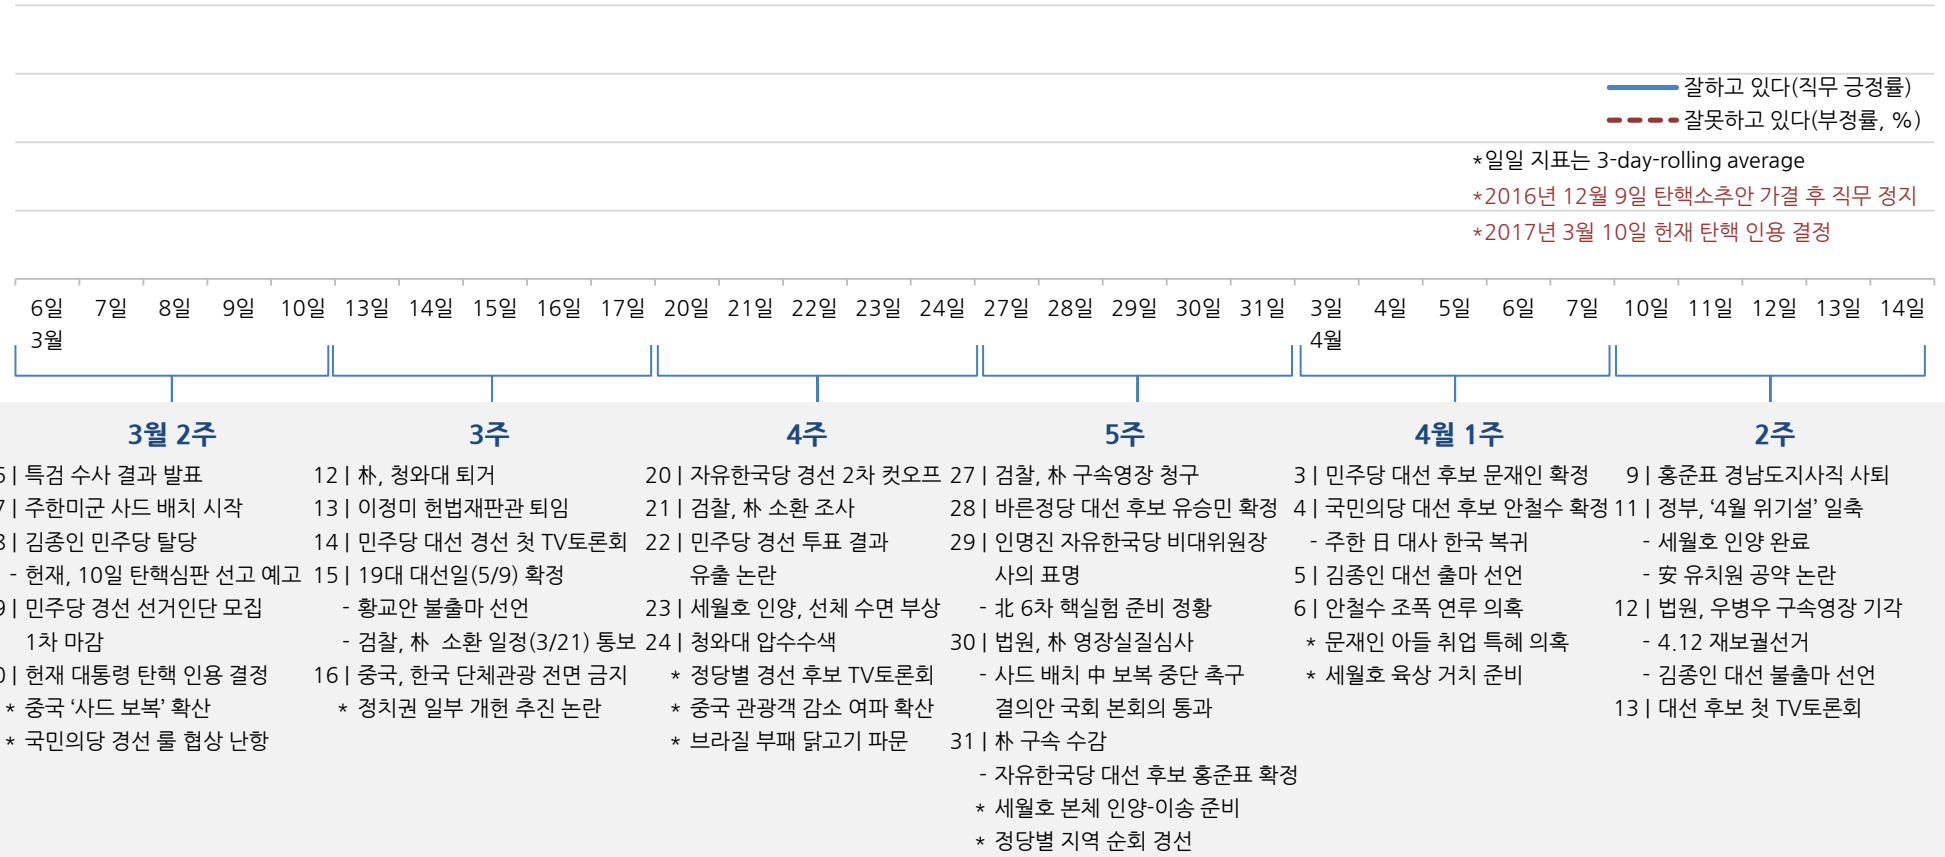 잘하고 있다(직무 긍정률)
잘못하고 있다(부정률, %)
*일일 지표는 3-day-rolling average
*2016년 12월 9일 탄핵소추안 가결 후 직무 정지
*2017년 3월 10일 헌재 탄핵 인용 결정
6일 7일 8일 9일 10일 13일 14일 15일 16일 17일 20일 21일 22일 23일 24일 27일 28일 29일 30일 31일 3일 4일 5일 6일 7일 10일 11일 12일 13일 14일
3월 4월
3월 2주
6 | 특검 수사 결과 발표
7 | 주한미군 사드 배치 시작
8 | 김종인 민주당 탈당
- 헌재, 10일 탄핵심판 선고 예고
9 | 민주당 경선 선거인단 모집
1차 마감
0 | 헌재 대통령 탄핵 인용 결정
* 중국 ‘사드 보복’ 확산
* 국민의당 경선 룰 협상 난항
3주
12 | 朴, 청와대 퇴거
13 | 이정미 헌법재판관 퇴임
14 | 민주당 대선 경선 첫 TV토론회
15 | 19대 대선일(5/9) 확정
- 황교안 불출마 선언
- 검찰, 朴 소환 일정(3/21) 통보
16 | 중국, 한국 단체관광 전면 금지
* 정치권 일부 개헌 추진 논란
4주
20 | 자유한국당 경선 2차 컷오프
21 | 검찰, 朴 소환 조사
22 | 민주당 경선 투표 결과
유출 논란
23 | 세월호 인양, 선체 수면 부상
24 | 청와대 압수수색
* 정당별 경선 후보 TV토론회
* 중국 관광객 감소 여파 확산
* 브라질 부패 닭고기 파문
5주
27 | 검찰, 朴 구속영장 청구
28 | 바른정당 대선 후보 유승민 확정
29 | 인명진 자유한국당 비대위원장
사의 표명
- 北 6차 핵실험 준비 정황
30 | 법원, 朴 영장실질심사
- 사드 배치 中 보복 중단 촉구
결의안 국회 본회의 통과
31 | 朴 구속 수감
- 자유한국당 대선 후보 홍준표 확정
* 세월호 본체 인양-이송 준비
* 정당별 지역 순회 경선
4월 1주
3 | 민주당 대선 후보 문재인 확정
4 | 국민의당 대선 후보 안철수 확정
- 주한 日 대사 한국 복귀
5 | 김종인 대선 출마 선언
6 | 안철수 조폭 연루 의혹
* 문재인 아들 취업 특혜 의혹
* 세월호 육상 거치 준비
2주
9 | 홍준표 경남도지사직 사퇴
11 | 정부, ‘4월 위기설’ 일축
- 세월호 인양 완료
- 安 유치원 공약 논란
12 | 법원, 우병우 구속영장 기각
- 4.12 재보궐선거
- 김종인 대선 불출마 선언
13 | 대선 후보 첫 TV토론회